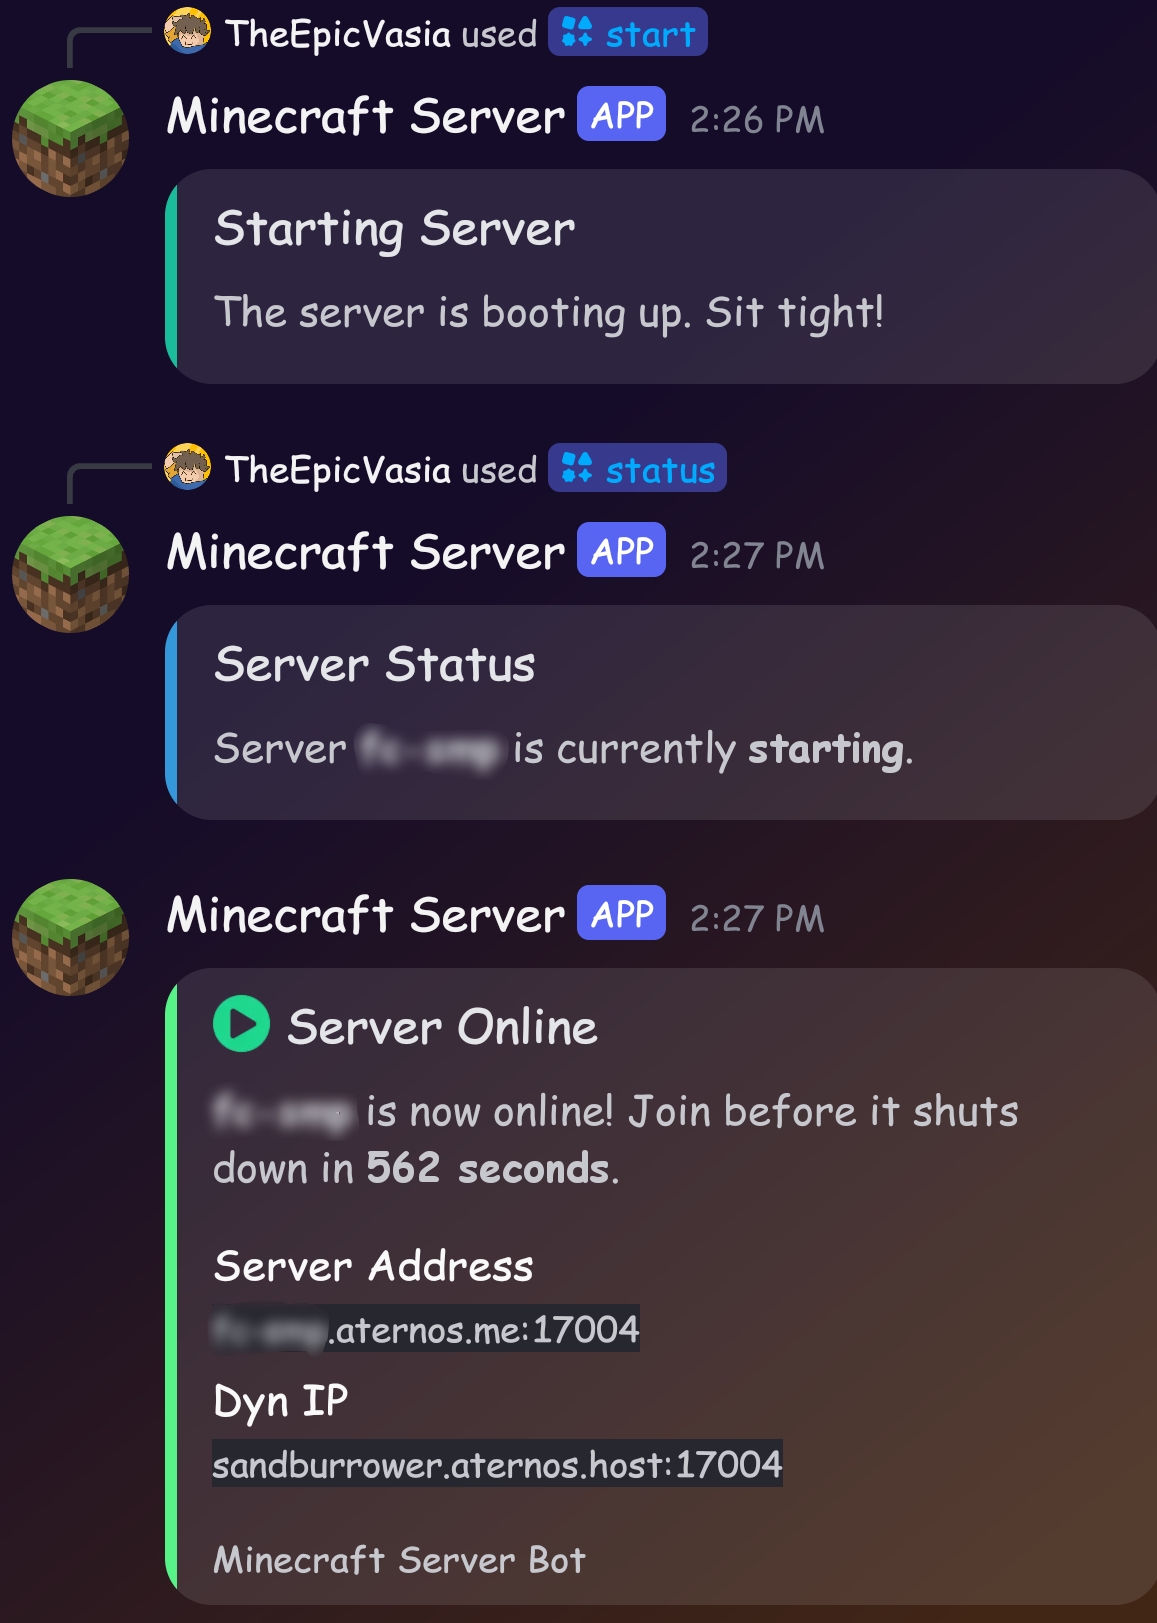 TheEpicVasia used start
Minecraft Server APP 2:26 PM
Starting Server
The server is booting up. Sit tight!
TheEpicVasia used status
Minecraft Server APP 2:27 PM
Server Status
Server is currently starting.
Minecraft Server APP 2:27 PM
Server Online
is now online! Join before it shuts
down in 562 seconds.
Server Address
.aternos.me:17004
Dyn IP
sandburrower.aternos.host:17004
Minecraft Server Bot